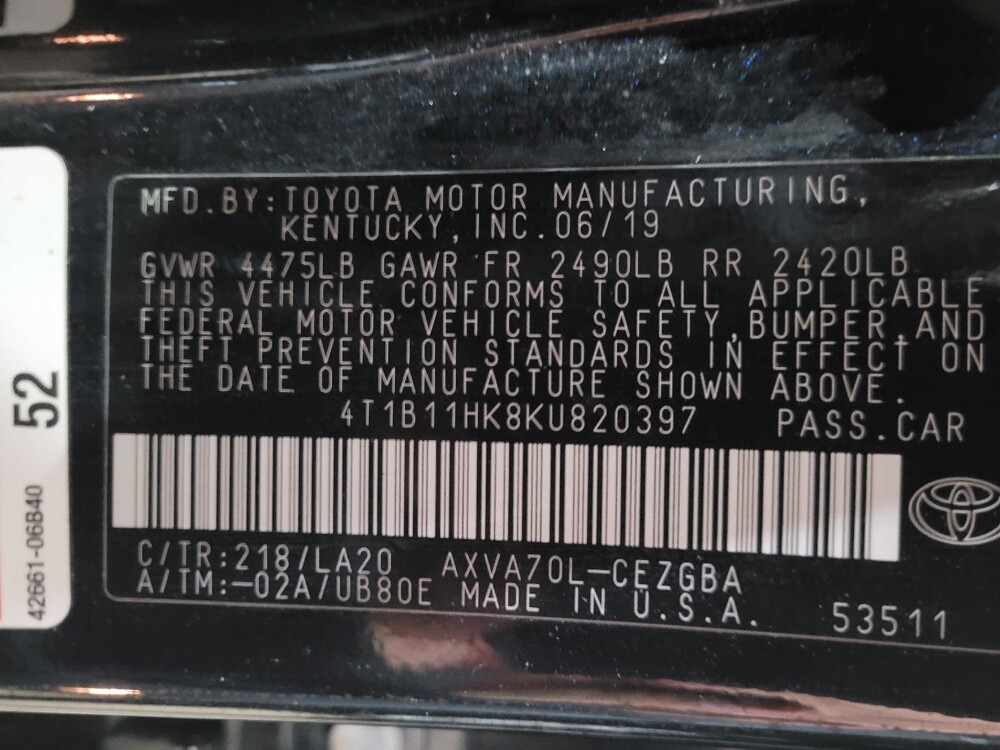 MFD.BY:TOYOTA MOTOR MANUFACTURING,
KENTUCKY,INC.06/19
GVWR 4475LB GAWR FR 2490LB RR 2420LB
THIS VEHICLE CONFORMS TO ALL APPLICABLE
FEDERAL MOTOR VEHICLE SAFETY,BUMPER,AND
THEFT PREVENTION STANDARDS IN EFFECT ON
THE DATE OF MANUFACTURE SHOWN ABOVE.
4T1B11HK8KU820397 PASS.CAR
C/TR:218/LA20 AXVA70L-CEZGBA
A/TM:-02A/UB80E MADE IN U.S.A. 53511
52
42661-06B40